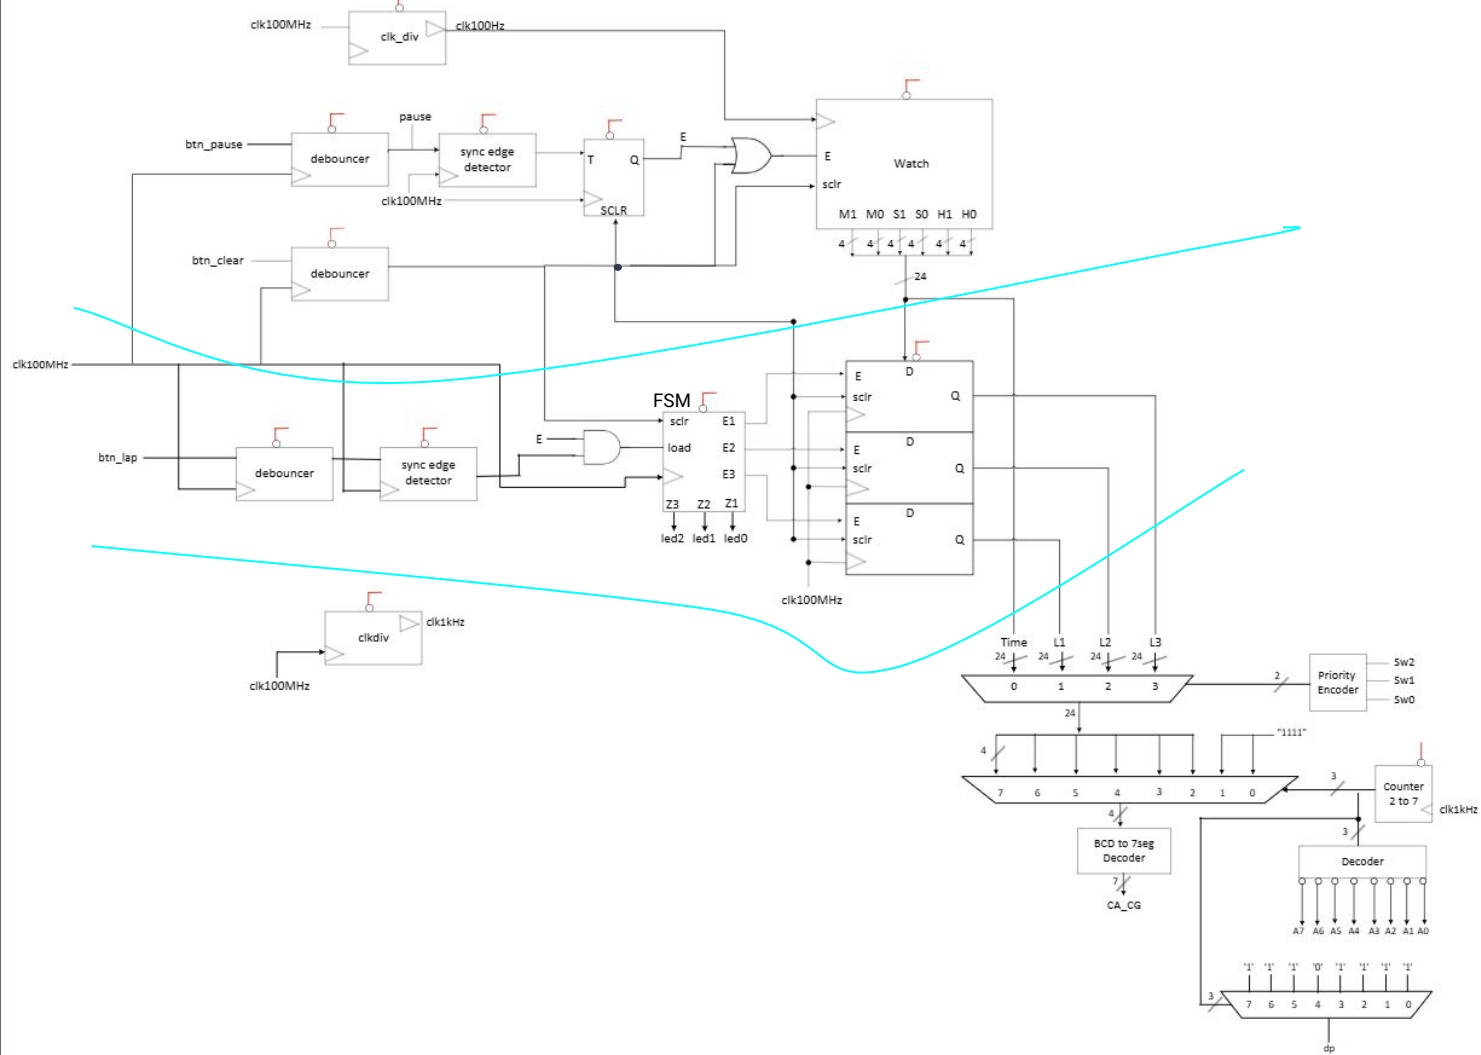 clk100MHz
clk_div
clk100Hz
btn_pause
debouncer
pause
sync edge
detector
clk100MHz
T
Q
SCLR
E
E
sclr
Watch
M1 M0 S1 S0 H1 H0
4 4 4 4 4 4
24
btn_clear
debouncer
clk100MHz
btn_lap
debouncer
sync edge
detector
E
FSM
sclr
load
E1
E2
E3
Z3 Z2 Z1
led2 led1 led0
D
E
sclr
Q
D
E
sclr
Q
D
E
sclr
Q
clk100MHz
clkdiv
clk1kHz
clk100MHz
Time L1 L2 L3
24 24 24 24
0 1 2 3
2
Priority
Encoder
Sw2
Sw1
Sw0
24
4
"1111"
7 6 5 4 3 2 1 0
3
Counter
2 to 7
clk1kHz
4
BCD to 7seg
Decoder
7
CA_CG
3
Decoder
A7 A6 A5 A4 A3 A2 A1 A0
'1' '1' '1' '0' '1' '1' '1' '1'
3
7 6 5 4 3 2 1 0
dp